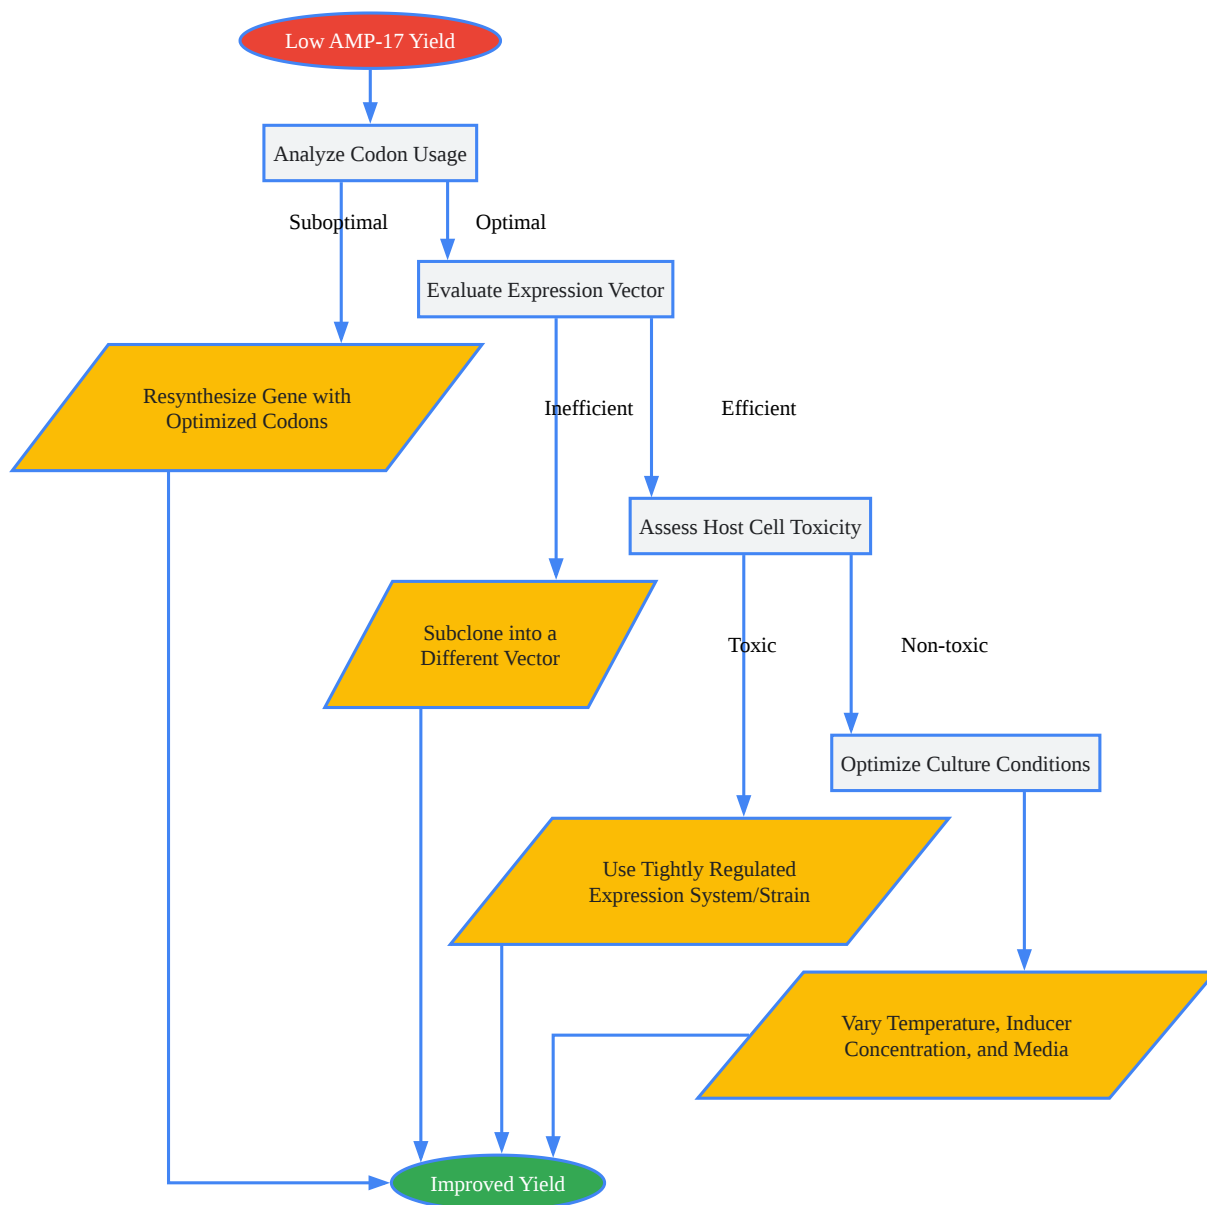 Low AMP-17 Yield
Analyze Codon Usage
Suboptimal
Optimal
Evaluate Expression Vector
Resynthesize Gene with
Optimized Codons
Inefficient
Efficient
Assess Host Cell Toxicity
Subclone into a
Different Vector
Toxic
Non-toxic
Optimize Culture Conditions
Use Tightly Regulated
Expression System/Strain
Vary Temperature, Inducer
Concentration, and Media
Improved Yield